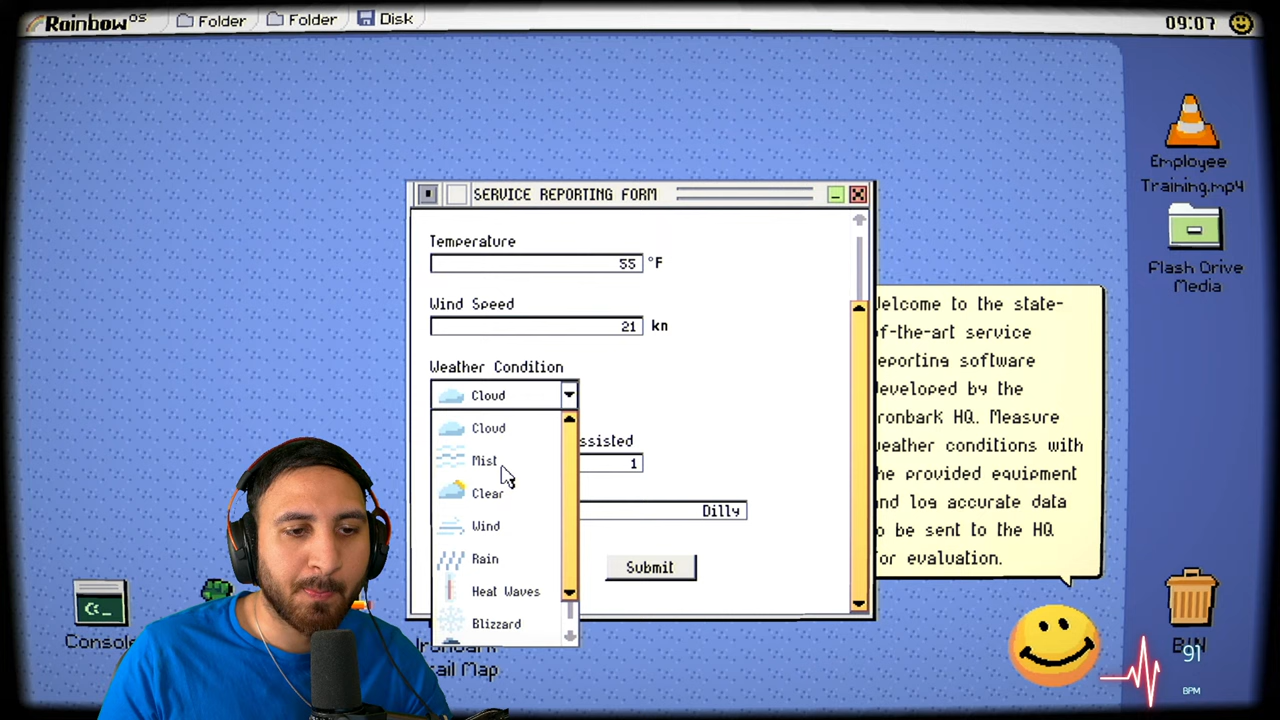 Rainbow OS
Folder
Folder
Disk
09:07
Employee
Training.mp4
Flash Drive
Media
SERVICE REPORTING FORM
Temperature
55 °F
Wind Speed
21 kn
Weather Condition
Cloud
Cloud
Mist
Clear
Wind
Rain
Heat Waves
Blizzard
ssisted
1
Dilly
Submit
elcome to the state-
f-the-art service
eporting software
eveloped by the
ronbark HQ. Measure
eather conditions with
he provided equipment
nd log accurate data
o be sent to the HQ
or evaluation.
Console
ail Map
BIN
91
BPM